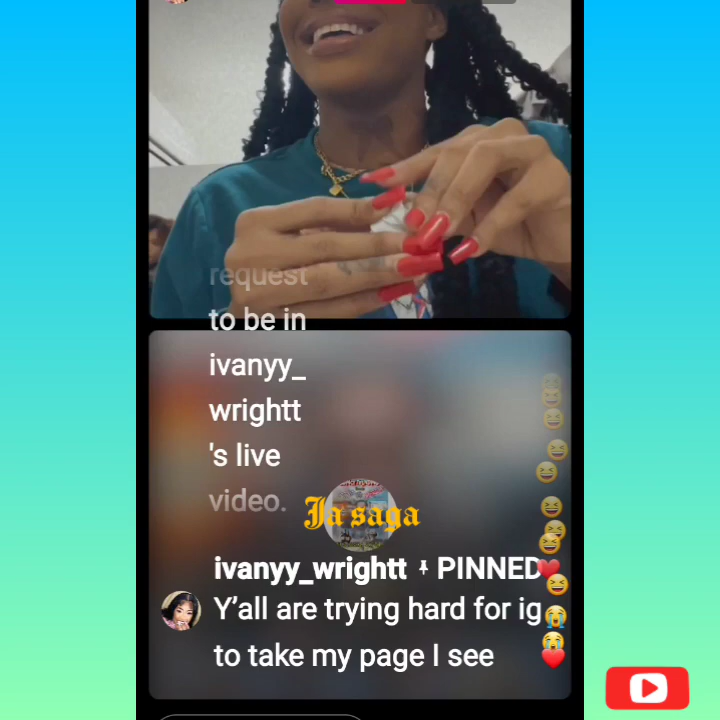 request
to be in
ivanyy_
wrightt
's live
video.
Ja saga
ivanyy_wrightt PINNED
Y’all are trying hard for ig
to take my page I see